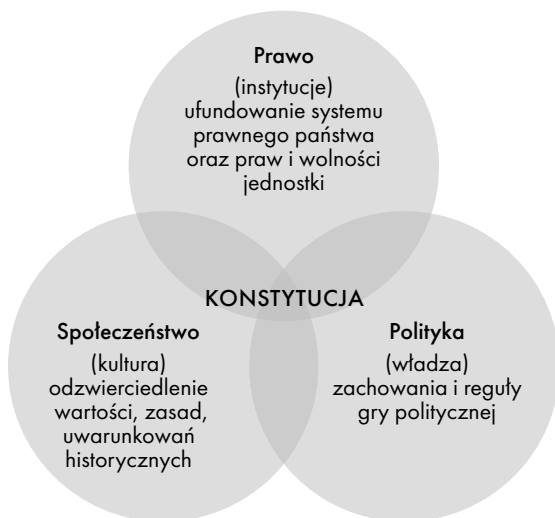 Prawo
(instytucje)
ufundowanie systemu
prawnego państwa
oraz praw i wolności
jednostki
KONSTYTUCJA
Społeczeństwo
(kultura)
odzwierciedlenie
wartości, zasad,
uwarunkowań
historycznych
Polityka
(władza)
zachowania i reguły
gry politycznej